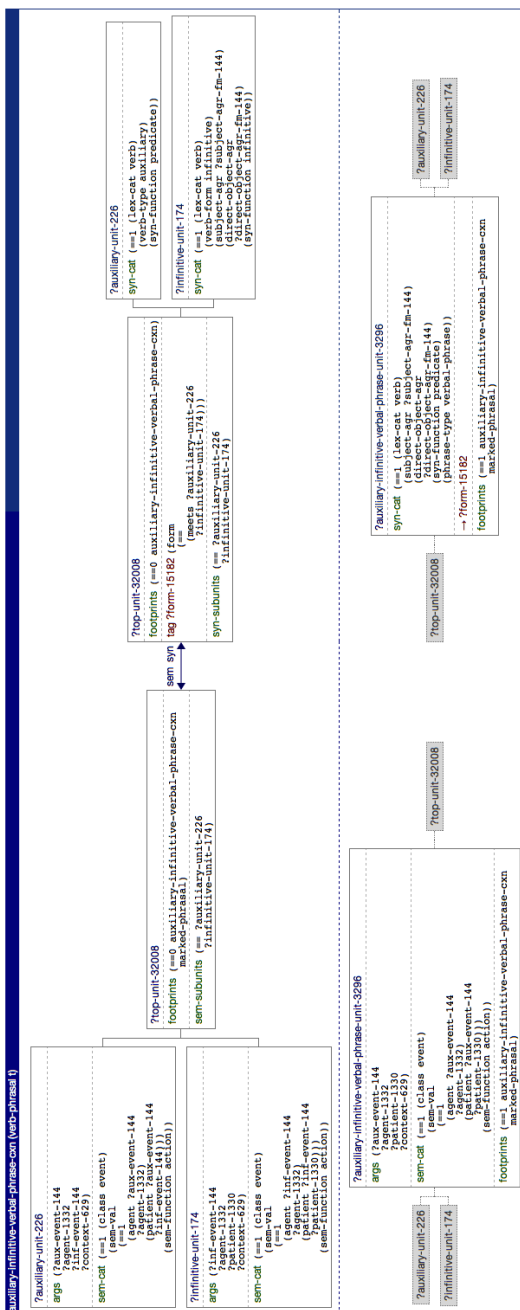 auxiliary-infinitive-verbal-phrase-cxn (verb-phrasal t)
?auxiliary-unit-226
args (?aux-event-144
?agent-1332
?inf-event-144
?context-629)
sem-cat (==1 (class event)
(sem-val
(==1
(agent ?aux-event-144
?agent-1332)
(patient ?aux-event-144
?inf-event-144)))
(sem-function action))
?infinitive-unit-174
args (?inf-event-144
?agent-1332
?patient-1330
?context-629)
sem-cat (==1 (class event)
(sem-val
(==1
(agent ?inf-event-144
?agent-1332)
(patient ?inf-event-144
?patient-1330)))
(sem-function action))
?top-unit-32008
footprints (==0 auxiliary-infinitive-verbal-phrase-cxn
marked-phrasal)
sem-subunits (== ?auxiliary-unit-226
?infinitive-unit-174)
sem syn
?top-unit-32008
footprints (==0 auxiliary-infinitive-verbal-phrase-cxn)
tag ?form-15182 (form
(==
(meets ?auxiliary-unit-226
?infinitive-unit-174)))
syn-subunits (== ?auxiliary-unit-226
?infinitive-unit-174)
?auxiliary-unit-226
syn-cat (==1 (lex-cat verb)
(verb-type auxiliary)
(syn-function predicate))
?infinitive-unit-174
syn-cat (==1 (lex-cat verb)
(verb-form infinitive)
(subject-agr ?subject-agr-fm-144)
(direct-object-agr
?direct-object-agr-fm-144)
(syn-function infinitive))
?auxiliary-unit-226
?infinitive-unit-174
?auxiliary-infinitive-verbal-phrase-unit-3296
args (?aux-event-144
?agent-1332
?patient-1330
?context-629)
sem-cat (==1 (class event)
(sem-val
(==1
(agent ?aux-event-144
?agent-1332)
(patient ?aux-event-144
?patient-1330)))
(sem-function action))
footprints (==1 auxiliary-infinitive-verbal-phrase-cxn
marked-phrasal)
?top-unit-32008
?top-unit-32008
?auxiliary-infinitive-verbal-phrase-unit-3296
syn-cat (==1 (lex-cat verb)
(subject-agr ?subject-agr-fm-144)
(direct-object-agr
?direct-object-agr-fm-144)
(syn-function predicate)
(phrase-type verbal-phrase))
→ ?form-15182
footprints (==1 auxiliary-infinitive-verbal-phrase-cxn
marked-phrasal)
?auxiliary-unit-226
?infinitive-unit-174